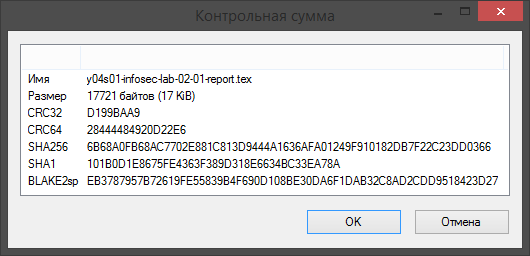 Контрольная сумма
Имя y04s01-infosec-lab-02-01-report.tex
Размер 17721 байтов (17 KiB)
CRC32 D199BAA9
CRC64 28444484920D22E6
SHA256 6B68A0FB68AC7702E881C813D9444A1636AFA01249F910182DB7F22C23DD0366
SHA1 101B0D1E8675FE4363F389D318E6634BC33EA78A
BLAKE2sp EB3787957B72619FE55839B4F690D108BE30DA6F1DAB32C8AD2CDD9518423D27
OK
Отмена